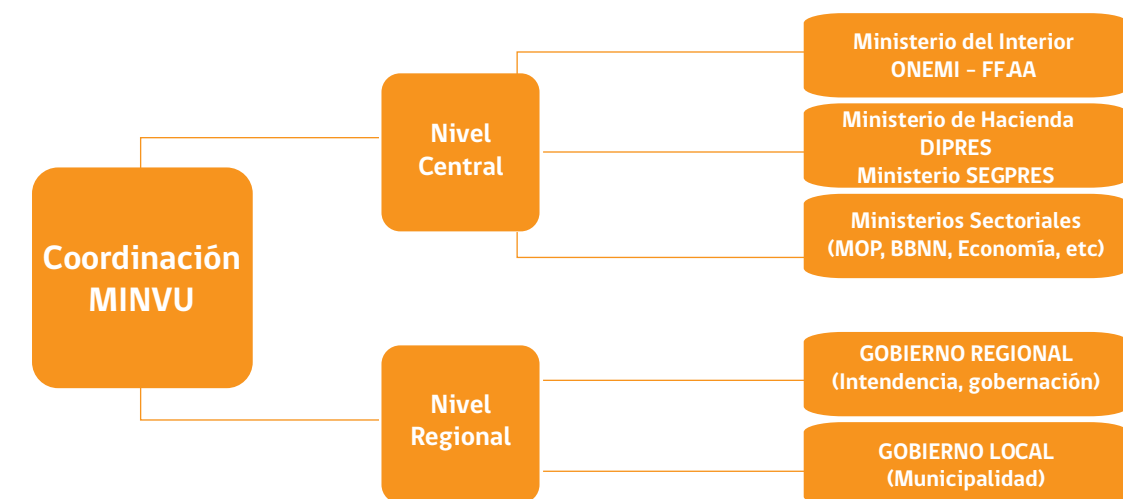 Coordinación
MINVU
Nivel
Central
Ministerio del Interior
ONEMI – FF.AA
Ministerio de Hacienda
DIPRES
Ministerio SEGPRES
Ministerios Sectoriales
(MOP, BBNN, Economía, etc)
Nivel
Regional
GOBIERNO REGIONAL
(Intendencia, gobernación)
GOBIERNO LOCAL
(Municipalidad)